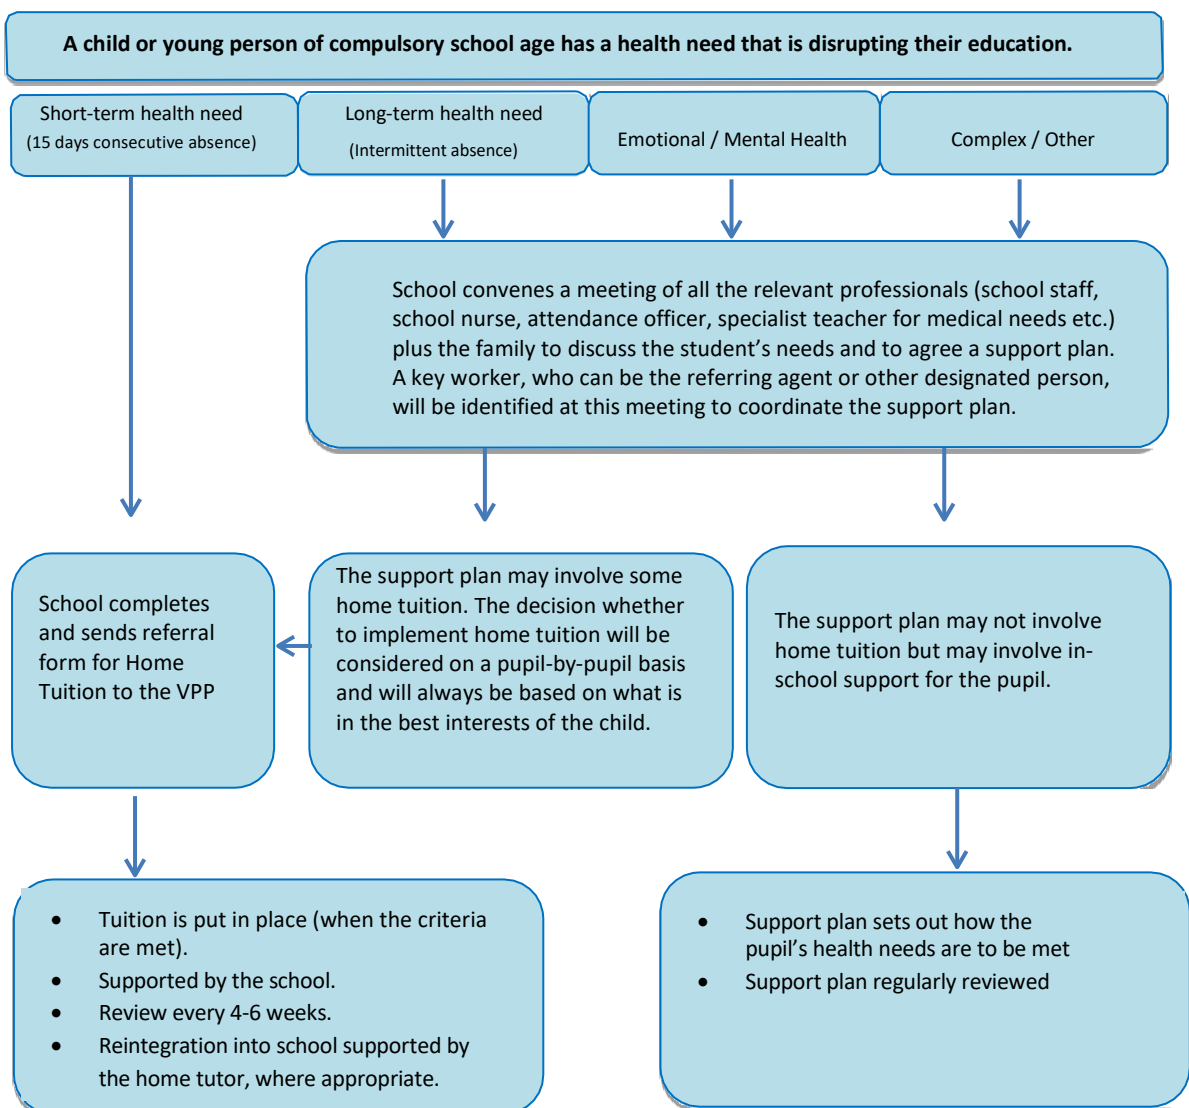 A child or young person of compulsory school age has a health need that is disrupting their education.
Short-term health need
(15 days consecutive absence)
Long-term health need
(Intermittent absence)
Emotional / Mental Health
Complex / Other
School convenes a meeting of all the relevant professionals (school staff,
school nurse, attendance officer, specialist teacher for medical needs etc.)
plus the family to discuss the student’s needs and to agree a support plan.
A key worker, who can be the referring agent or other designated person,
will be identified at this meeting to coordinate the support plan.
School completes
and sends referral
form for Home
Tuition to the VPP
The support plan may involve some
home tuition. The decision whether
to implement home tuition will be
considered on a pupil-by-pupil basis
and will always be based on what is
in the best interests of the child.
The support plan may not involve
home tuition but may involve in-
school support for the pupil.
• Tuition is put in place (when the criteria
are met).
• Supported by the school.
• Review every 4-6 weeks.
• Reintegration into school supported by
the home tutor, where appropriate.
• Support plan sets out how the
pupil’s health needs are to be met
• Support plan regularly reviewed